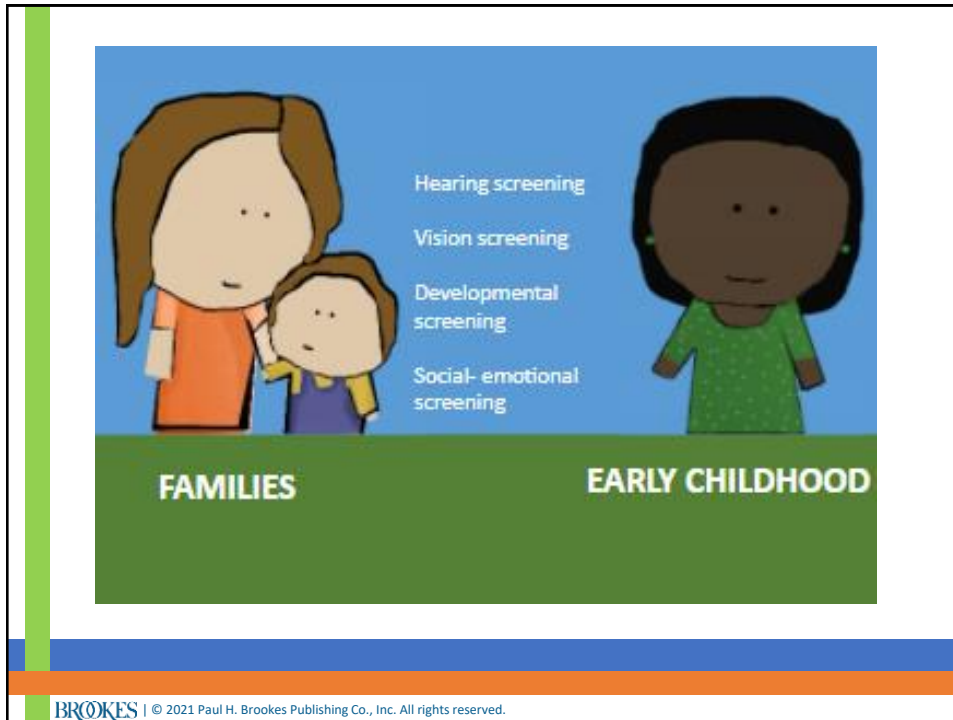 Hearing screening
Vision screening
Developmental
screening
Social- emotional
screening
FAMILIES
EARLY CHILDHOOD
BROOKES | © 2021 Paul H. Brookes Publishing Co., Inc. All rights reserved.